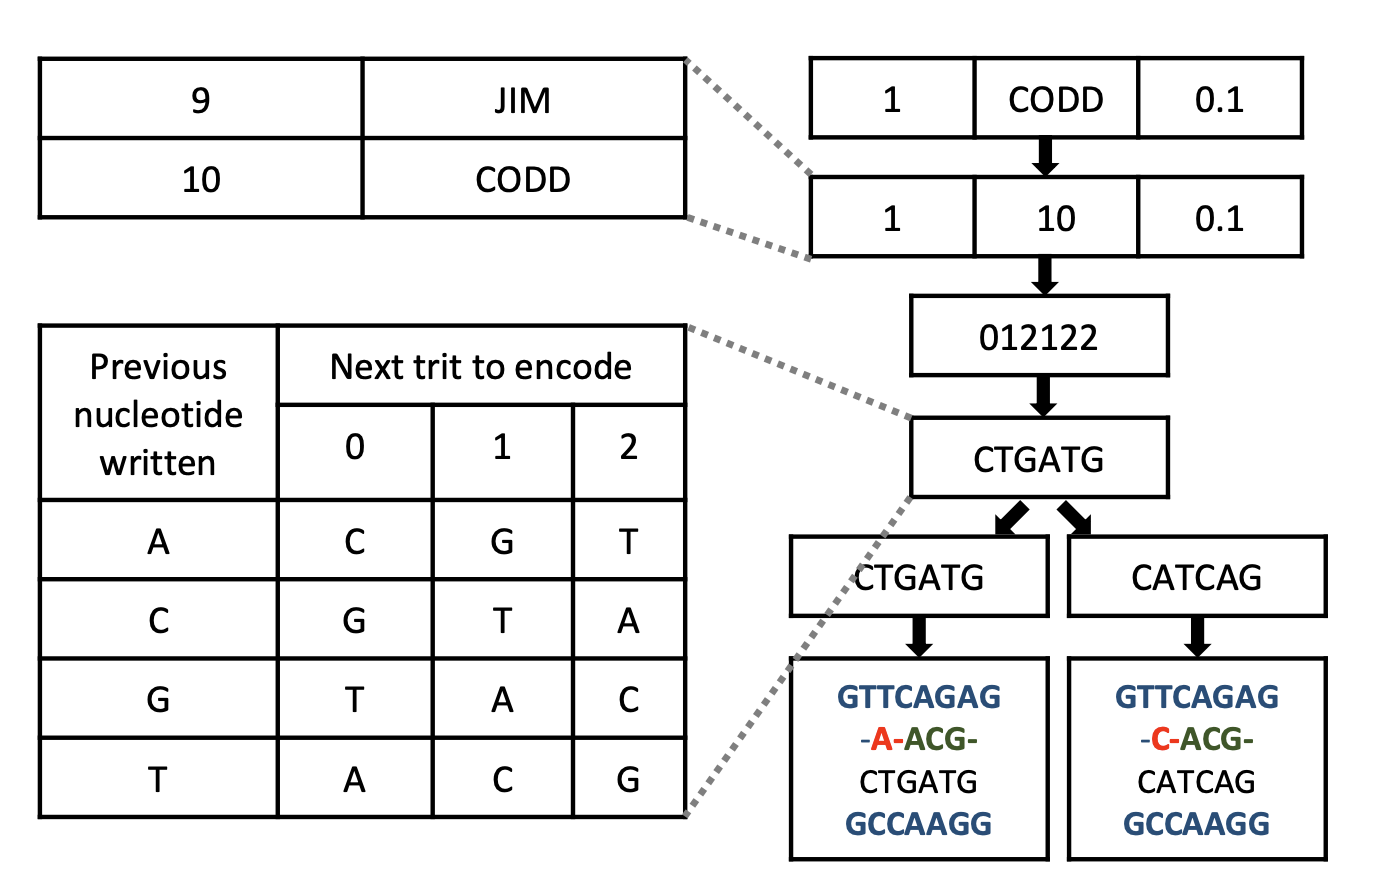 9 JIM
10 CODD
1 CODD 0.1
1 10 0.1
012122
CTGATG
CTGATG CATCAG
GTTCAGAG
-A-ACG-
CTGATG
GCCAAGG
GTTCAGAG
-C-ACG-
CATCAG
GCCAAGG
Previous
nucleotide
written
Next trit to encode
0 1 2
A C G T
C G T A
G T A C
T A C G